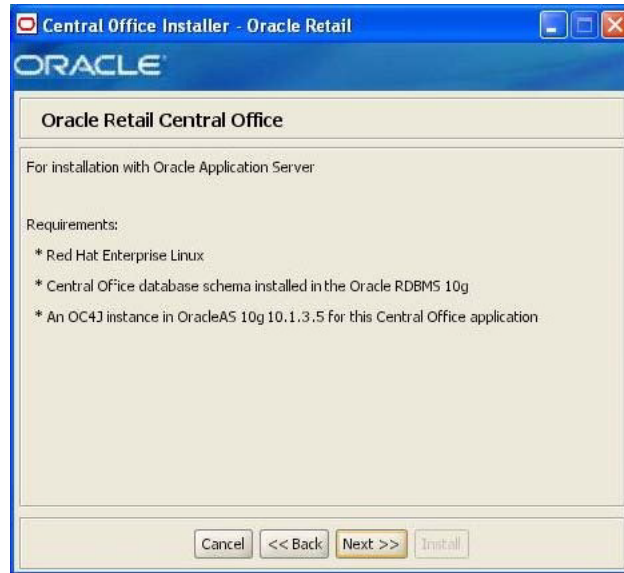 Central Office Installer - Oracle Retail
ORACLE
Oracle Retail Central Office
For installation with Oracle Application Server
Requirements:
* Red Hat Enterprise Linux
* Central Office database schema installed in the Oracle RDBMS 10g
* An OC4J instance in OracleAS 10g 10.1.3.5 for this Central Office application
Cancel << Back Next >> Install